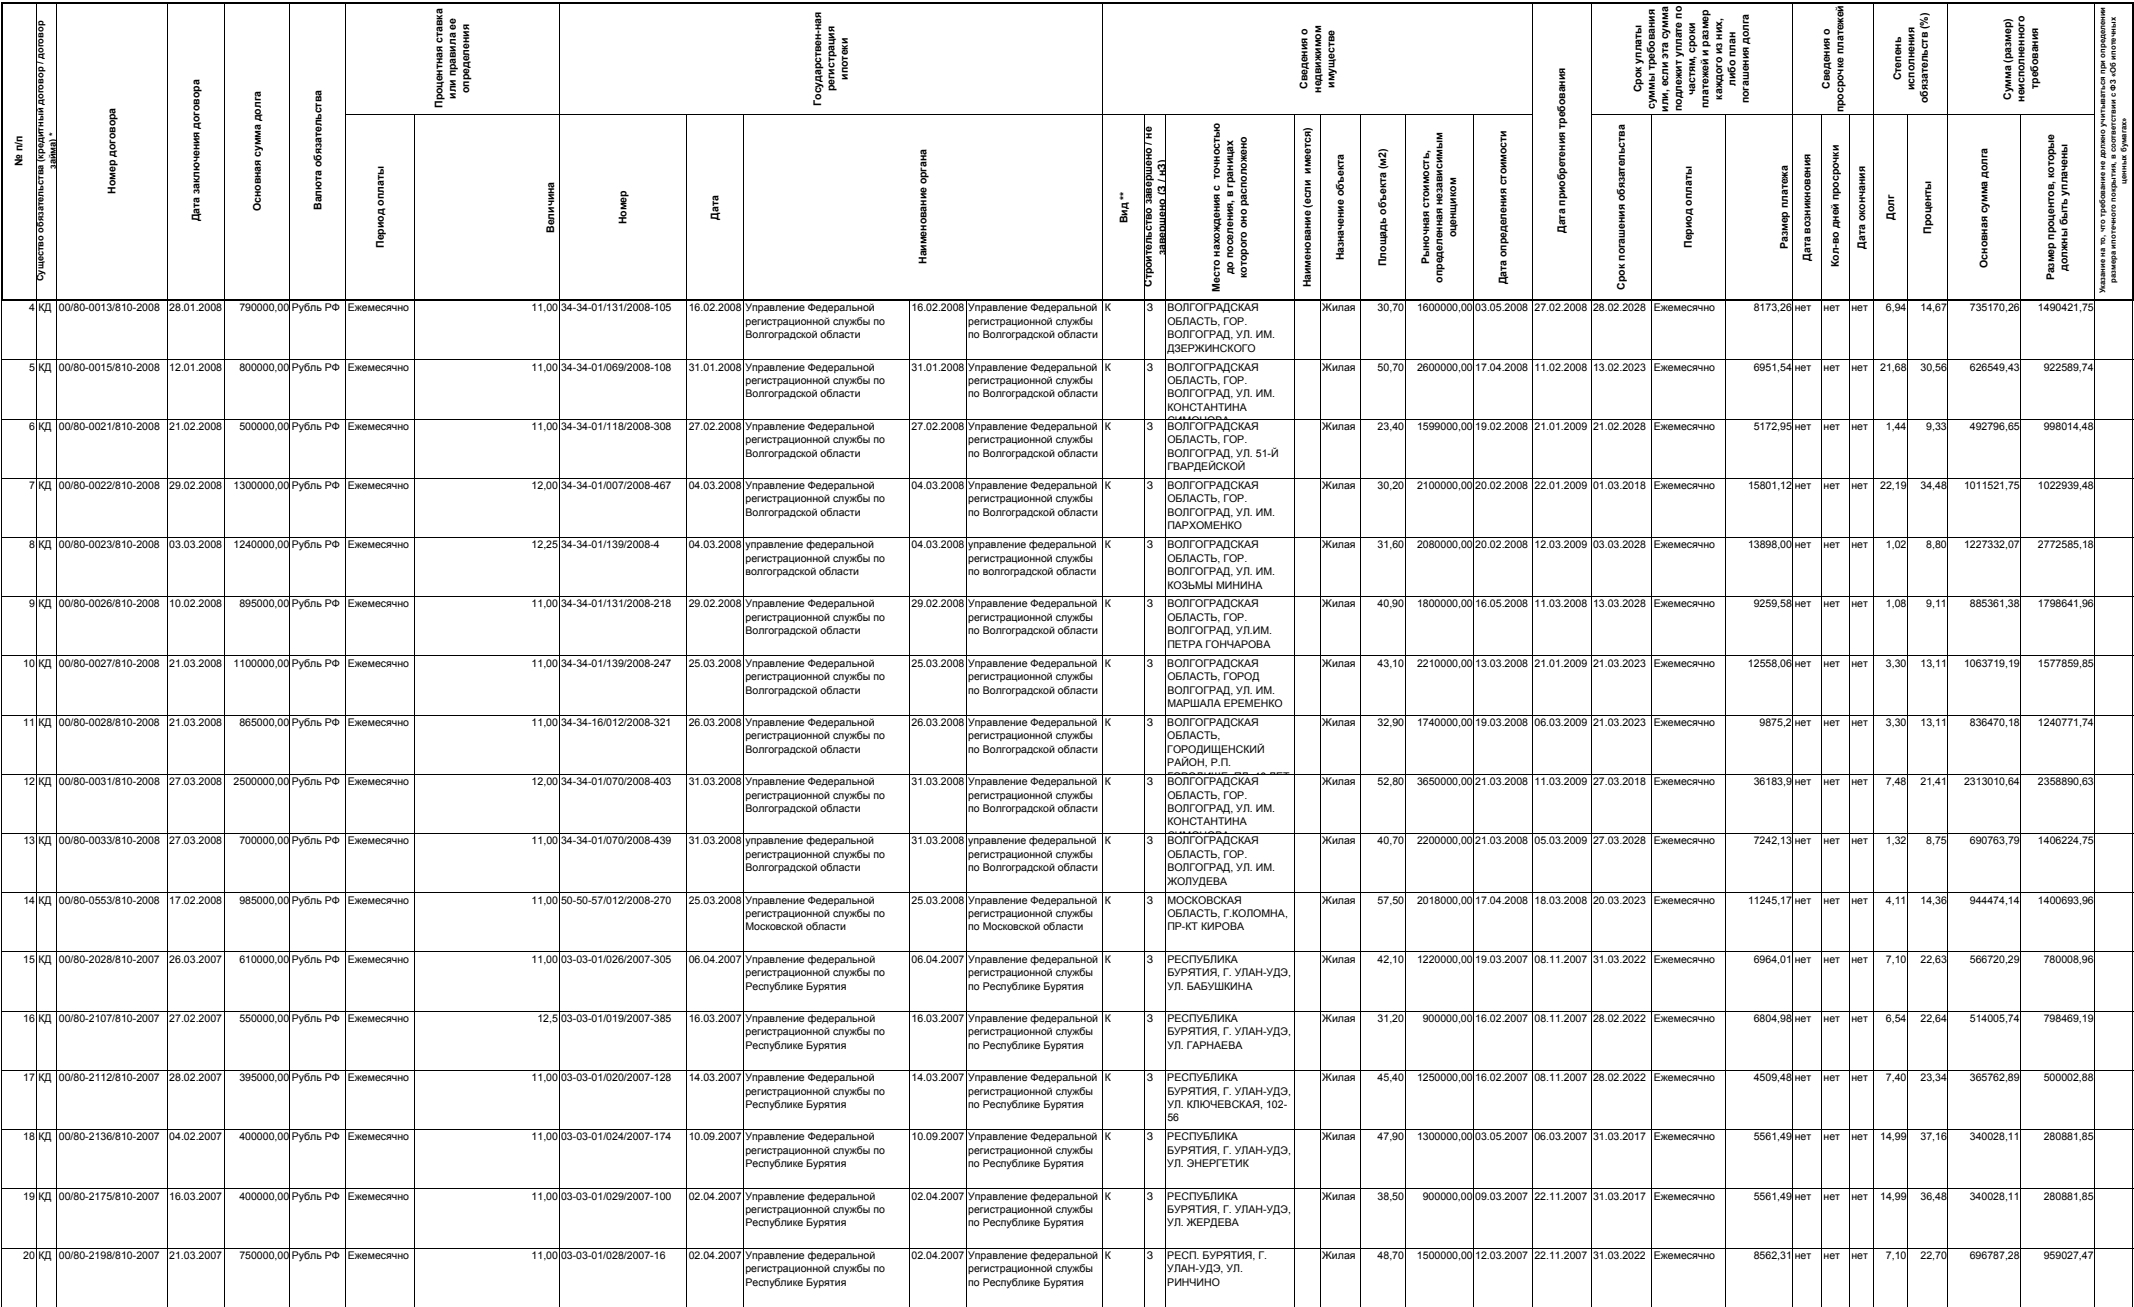 № п/п
Существо обязательства (кредитный договор / договор
займа) *
Номер договора
Дата заключения договора
Основная сумма долга
Валюта обязательства
Процентная ставка
или правила ее
определения
Период оплаты
Величина
Государствен-ная
регистрация
ипотеки
Номер
Дата
Наименование органа
Сведения о
недвижимом
имуществе
Вид **
Строительство завершено / не
завершено (З / нЗ)
Место нахождения с точностью
до поселения, в границах
которого оно расположено
Наименование (если имеется)
Назначение объекта
Площадь объекта (м2)
Рыночная стоимость,
определенная независимым
оценщиком
Дата определения стоимости
Дата приобретения требования
Срок уплаты
суммы требования
или, если эта сумма
подлежит уплате по
частям, сроки
платежей и размер
каждого из них,
либо план
погашения долга
Срок погашения обязательства
Период оплаты
Размер платежа
Сведения о
просрочке платежей
Дата возникновения
Кол-во дней просрочки
Дата окончания
Степень
исполнения
обязательств (%)
Долг
Проценты
Сумма (размер)
неисполненного
требования
Основная сумма долга
Размер процентов, которые
должны быть уплачены
Указание на то, что требование не должно учитываться при определении
размера ипотечного покрытия, в соответствии с ФЗ «Об ипотечных
ценных бумагах»
4 КД 00/80-0013/810-2008 28.01.2008 790000,00 Рубль РФ Ежемесячно 11,00 34-34-01/131/2008-105 16.02.2008 Управление Федеральной 16.02.2008 Управление Федеральной К З ВОЛГОГРАДСКАЯ Жилая 30,70 1600000,00 03.05.2008 27.02.2008 28.02.2028 Ежемесячно 8173,26 нет нет нет 6,94 14,67 735170,26 1490421,75
регистрационной службы по регистрационной службы ОБЛАСТЬ, ГОР.
Волгоградской области по Волгоградской области ВОЛГОГРАД, УЛ. ИМ.
ДЗЕРЖИНСКОГО
5 КД 00/80-0015/810-2008 12.01.2008 800000,00 Рубль РФ Ежемесячно 11,00 34-34-01/069/2008-108 31.01.2008 Управление Федеральной 31.01.2008 Управление Федеральной К З ВОЛГОГРАДСКАЯ Жилая 50,70 2600000,00 17.04.2008 11.02.2008 13.02.2023 Ежемесячно 6951,54 нет нет нет 21,68 30,56 626549,43 922589,74
регистрационной службы по регистрационной службы ОБЛАСТЬ, ГОР.
Волгоградской области по Волгоградской области ВОЛГОГРАД, УЛ. ИМ.
КОНСТАНТИНА
6 КД 00/80-0021/810-2008 21.02.2008 500000,00 Рубль РФ Ежемесячно 11,00 34-34-01/118/2008-308 27.02.2008 Управление Федеральной 27.02.2008 Управление Федеральной К З ВОЛГОГРАДСКАЯ Жилая 23,40 1599000,00 19.02.2008 21.01.2009 21.02.2028 Ежемесячно 5172,95 нет нет нет 1,44 9,33 492796,65 998014,48
регистрационной службы по регистрационной службы ОБЛАСТЬ, ГОР.
Волгоградской области по Волгоградской области ВОЛГОГРАД, УЛ. 51-Й
ГВАРДЕЙСКОЙ
7 КД 00/80-0022/810-2008 29.02.2008 1300000,00 Рубль РФ Ежемесячно 12,00 34-34-01/007/2008-467 04.03.2008 Управление Федеральной 04.03.2008 Управление Федеральной К З ВОЛГОГРАДСКАЯ Жилая 30,20 2100000,00 20.02.2008 22.01.2009 01.03.2018 Ежемесячно 15801,12 нет нет нет 22,19 34,48 1011521,75 1022939,48
регистрационной службы по регистрационной службы ОБЛАСТЬ, ГОР.
Волгоградской области по Волгоградской области ВОЛГОГРАД, УЛ. ИМ.
ПАРХОМЕНКО
8 КД 00/80-0023/810-2008 03.03.2008 1240000,00 Рубль РФ Ежемесячно 12,25 34-34-01/139/2008-4 04.03.2008 управление федеральной 04.03.2008 управление федеральной К З ВОЛГОГРАДСКАЯ Жилая 31,60 2080000,00 20.02.2008 12.03.2009 03.03.2028 Ежемесячно 13898,00 нет нет нет 1,02 8,80 1227332,07 2772585,18
регистрационной службы по регистрационной службы ОБЛАСТЬ, ГОР.
волгоградской области по волгоградской области ВОЛГОГРАД, УЛ. ИМ.
КОЗЬМЫ МИНИНА
9 КД 00/80-0026/810-2008 10.02.2008 895000,00 Рубль РФ Ежемесячно 11,00 34-34-01/131/2008-218 29.02.2008 Управление Федеральной 29.02.2008 Управление Федеральной К З ВОЛГОГРАДСКАЯ Жилая 40,90 1800000,00 16.05.2008 11.03.2008 13.03.2028 Ежемесячно 9259,58 нет нет нет 1,08 9,11 885361,38 1798641,96
регистрационной службы по регистрационной службы ОБЛАСТЬ, ГОР.
Волгоградской области по Волгоградской области ВОЛГОГРАД, УЛ.ИМ.
ПЕТРА ГОНЧАРОВА
10 КД 00/80-0027/810-2008 21.03.2008 1100000,00 Рубль РФ Ежемесячно 11,00 34-34-01/139/2008-247 25.03.2008 Управление Федеральной 25.03.2008 Управление Федеральной К З ВОЛГОГРАДСКАЯ Жилая 43,10 2210000,00 13.03.2008 21.01.2009 21.03.2023 Ежемесячно 12558,06 нет нет нет 3,30 13,11 1063719,19 1577859,85
регистрационной службы по регистрационной службы ОБЛАСТЬ, ГОРОД
Волгоградской области по Волгоградской области ВОЛГОГРАД, УЛ. ИМ.
МАРШАЛА ЕРЕМЕНКО
11 КД 00/80-0028/810-2008 21.03.2008 865000,00 Рубль РФ Ежемесячно 11,00 34-34-16/012/2008-321 26.03.2008 Управление Федеральной 26.03.2008 Управление Федеральной К З ВОЛГОГРАДСКАЯ Жилая 32,90 1740000,00 19.03.2008 06.03.2009 21.03.2023 Ежемесячно 9875,2 нет нет нет 3,30 13,11 836470,18 1240771,74
регистрационной службы по регистрационной службы ОБЛАСТЬ,
Волгоградской области по Волгоградской области ГОРОДИЩЕНСКИЙ
РАЙОН, Р.П.
12 КД 00/80-0031/810-2008 27.03.2008 2500000,00 Рубль РФ Ежемесячно 12,00 34-34-01/070/2008-403 31.03.2008 Управление Федеральной 31.03.2008 Управление Федеральной К З ВОЛГОГРАДСКАЯ Жилая 52,80 3650000,00 21.03.2008 11.03.2009 27.03.2018 Ежемесячно 36183,9 нет нет нет 7,48 21,41 2313010,64 2358890,63
регистрационной службы по регистрационной службы ОБЛАСТЬ, ГОР.
Волгоградской области по Волгоградской области ВОЛГОГРАД, УЛ. ИМ.
КОНСТАНТИНА
13 КД 00/80-0033/810-2008 27.03.2008 700000,00 Рубль РФ Ежемесячно 11,00 34-34-01/070/2008-439 31.03.2008 управление федеральной 31.03.2008 управление федеральной К З ВОЛГОГРАДСКАЯ Жилая 40,70 2200000,00 21.03.2008 05.03.2009 27.03.2028 Ежемесячно 7242,13 нет нет нет 1,32 8,75 690763,79 1406224,75
регистрационной службы по регистрационной службы ОБЛАСТЬ, ГОР.
Волгоградской области по Волгоградской области ВОЛГОГРАД, УЛ. ИМ.
ЖОЛУДЕВА
14 КД 00/80-0553/810-2008 17.02.2008 985000,00 Рубль РФ Ежемесячно 11,00 50-50-57/012/2008-270 25.03.2008 Управление Федеральной 25.03.2008 Управление Федеральной К З МОСКОВСКАЯ Жилая 57,50 2018000,00 17.04.2008 18.03.2008 20.03.2023 Ежемесячно 11245,17 нет нет нет 4,11 14,36 944474,14 1400693,96
регистрационной службы по регистрационной службы ОБЛАСТЬ, Г.КОЛОМНА,
Московской области по Московской области ПР-КТ КИРОВА
15 КД 00/80-2028/810-2007 26.03.2007 610000,00 Рубль РФ Ежемесячно 11,00 03-03-01/026/2007-305 06.04.2007 Управление федеральной 06.04.2007 Управление федеральной К З РЕСПУБЛИКА Жилая 42,10 1220000,00 19.03.2007 08.11.2007 31.03.2022 Ежемесячно 6964,01 нет нет нет 7,10 22,63 566720,29 780008,96
регистрационной службы по регистрационной службы БУРЯТИЯ, Г. УЛАН-УДЭ,
Республике Бурятия по Республике Бурятия УЛ. БАБУШКИНА
16 КД 00/80-2107/810-2007 27.02.2007 550000,00 Рубль РФ Ежемесячно 12,5 03-03-01/019/2007-385 16.03.2007 Управление федеральной 16.03.2007 Управление федеральной К З РЕСПУБЛИКА Жилая 31,20 900000,00 16.02.2007 08.11.2007 28.02.2022 Ежемесячно 6804,98 нет нет нет 6,54 22,64 514005,74 798469,19
регистрационной службы по регистрационной службы БУРЯТИЯ, Г. УЛАН-УДЭ,
Республике Бурятия по Республике Бурятия УЛ. ГАРНАЕВА
17 КД 00/80-2112/810-2007 28.02.2007 395000,00 Рубль РФ Ежемесячно 11,00 03-03-01/020/2007-128 14.03.2007 Управление Федеральной 14.03.2007 Управление Федеральной К З РЕСПУБЛИКА Жилая 45,40 1250000,00 16.02.2007 08.11.2007 28.02.2022 Ежемесячно 4509,48 нет нет нет 7,40 23,34 365762,89 500002,88
регистрационной службы по регистрационной службы БУРЯТИЯ, Г. УЛАН-УДЭ,
Республике Бурятия по Республике Бурятия УЛ. КЛЮЧЕВСКАЯ, 102-
56
18 КД 00/80-2136/810-2007 04.02.2007 400000,00 Рубль РФ Ежемесячно 11,00 03-03-01/024/2007-174 10.09.2007 Управление Федеральной 10.09.2007 Управление Федеральной К З РЕСПУБЛИКА Жилая 47,90 1300000,00 03.05.2007 06.03.2007 31.03.2017 Ежемесячно 5561,49 нет нет нет 14,99 37,16 340028,11 280881,85
регистрационной службы по регистрационной службы БУРЯТИЯ, Г. УЛАН-УДЭ,
Республике Бурятия по Республике Бурятия УЛ. ЭНЕРГЕТИК
19 КД 00/80-2175/810-2007 16.03.2007 400000,00 Рубль РФ Ежемесячно 11,00 03-03-01/029/2007-100 02.04.2007 Управление федеральной 02.04.2007 Управление федеральной К З РЕСПУБЛИКА Жилая 38,50 900000,00 09.03.2007 22.11.2007 31.03.2017 Ежемесячно 5561,49 нет нет нет 14,99 36,48 340028,11 280881,85
регистрационной службы по регистрационной службы БУРЯТИЯ, Г. УЛАН-УДЭ,
Республике Бурятия по Республике Бурятия УЛ. ЖЕРДЕВА
20 КД 00/80-2198/810-2007 21.03.2007 750000,00 Рубль РФ Ежемесячно 11,00 03-03-01/028/2007-16 02.04.2007 Управление федеральной 02.04.2007 Управление федеральной К З РЕСП. БУРЯТИЯ, Г. Жилая 48,70 1500000,00 12.03.2007 22.11.2007 31.03.2022 Ежемесячно 8562,31 нет нет нет 7,10 22,70 696787,28 959027,47
регистрационной службы по регистрационной службы УЛАН-УДЭ, УЛ.
Республике Бурятия по Республике Бурятия РИНЧИНО